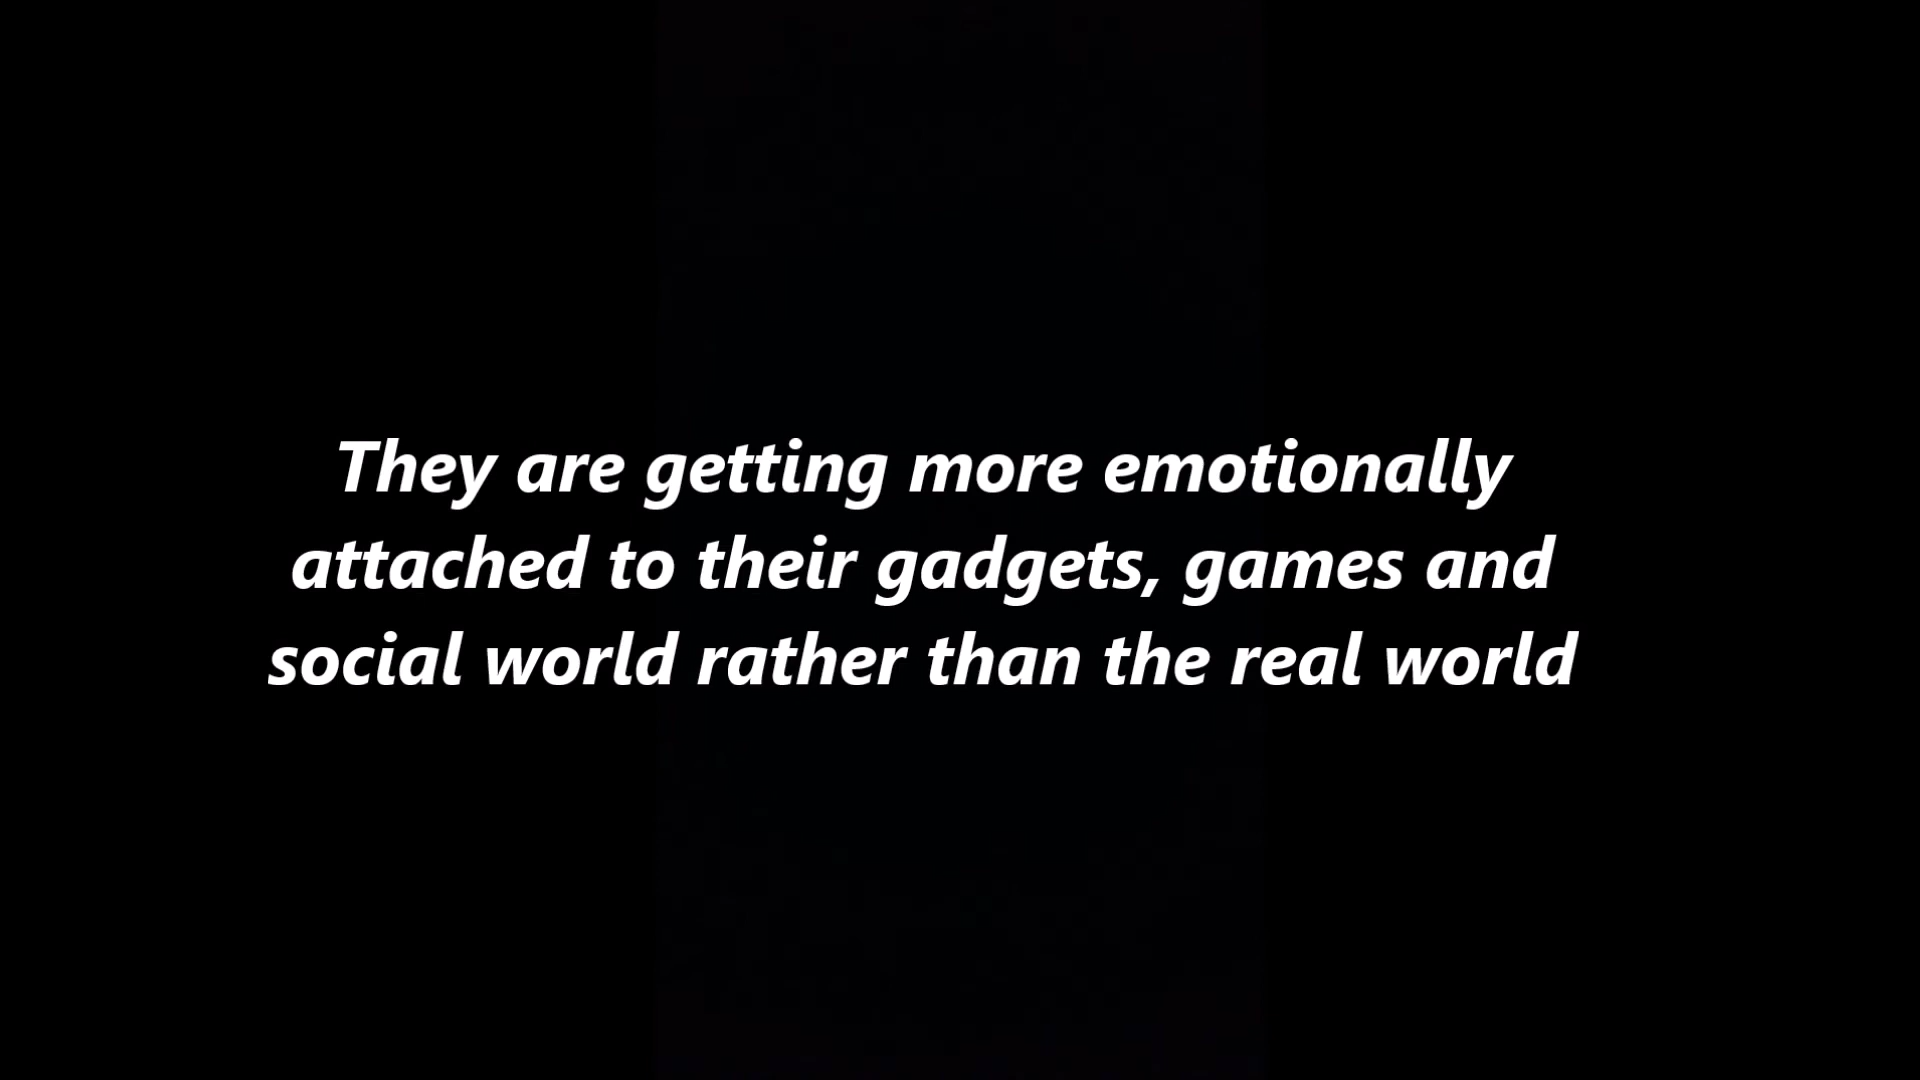 They are getting more emotionally
attached to their gadgets, games and
social world rather than the real world